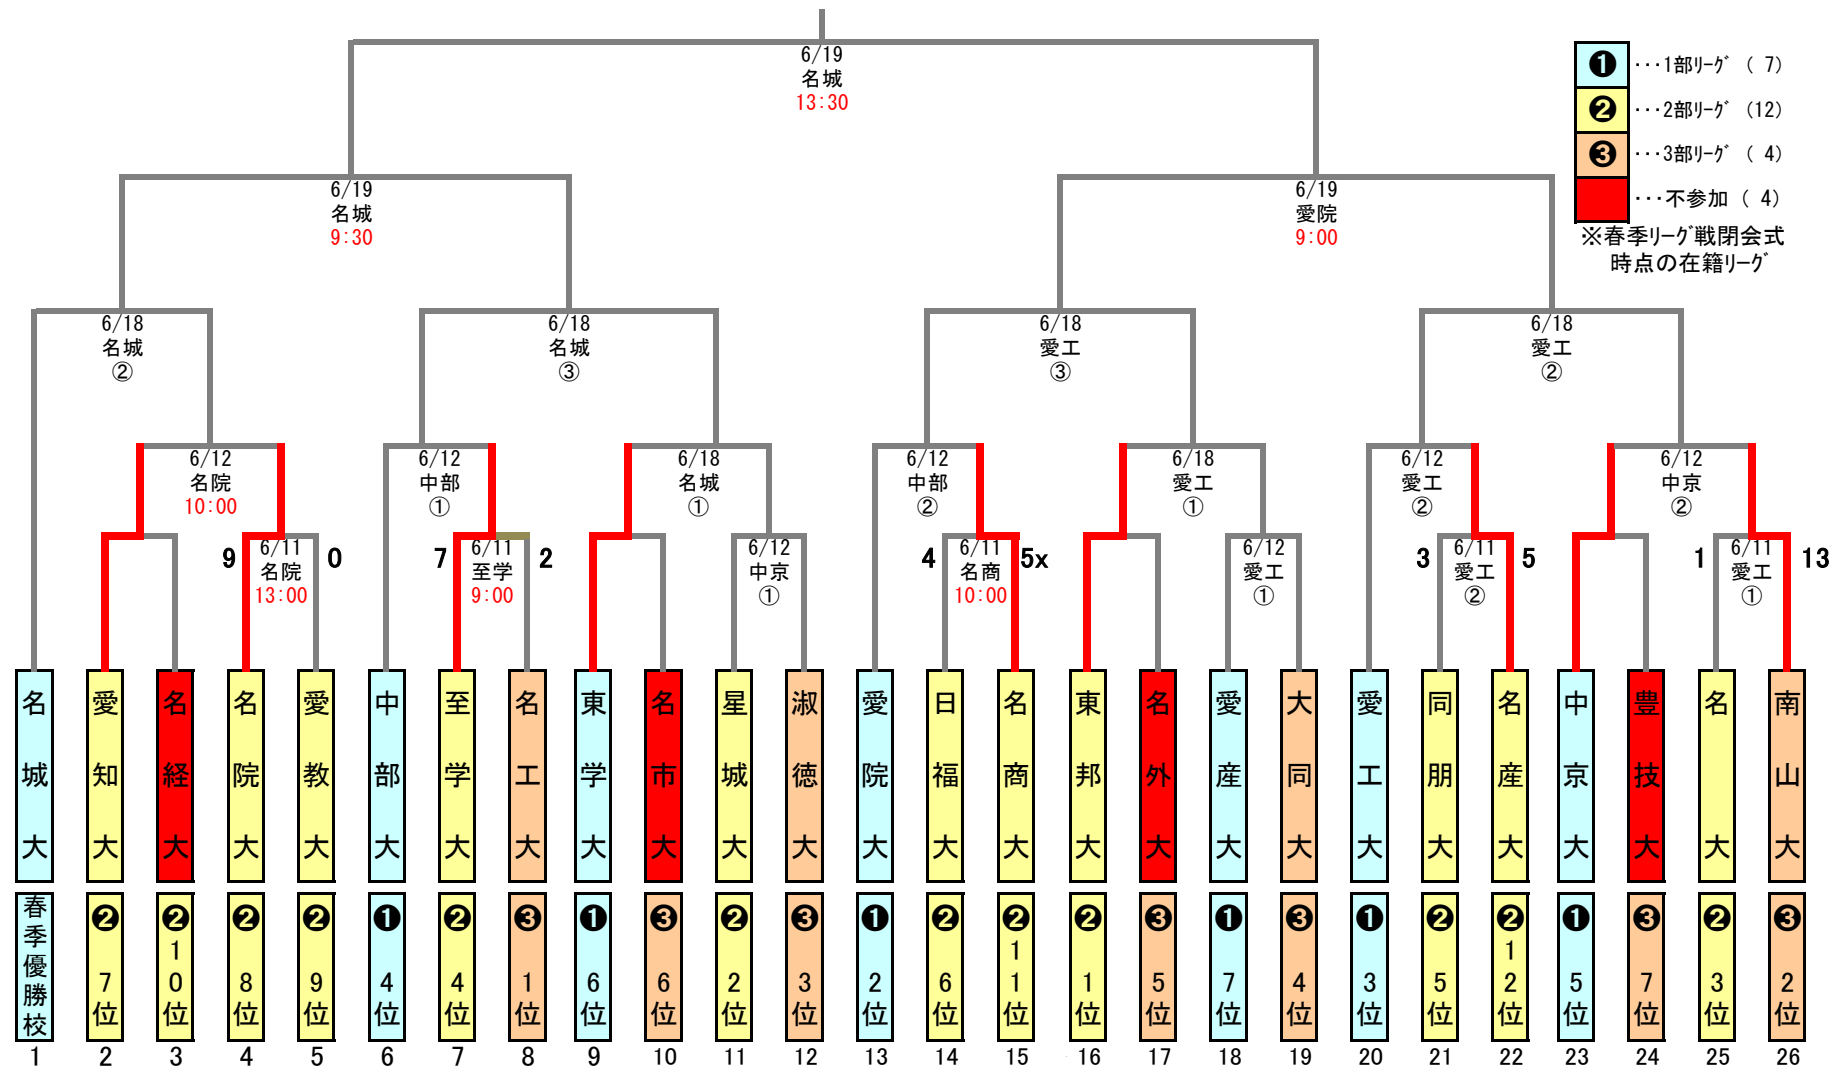 6/19
名城
13:30
❶ ･･･1部ﾘｰｸﾞ ( 7)
❷ ･･･2部ﾘｰｸﾞ (12)
❸ ･･･3部ﾘｰｸﾞ ( 4)
･･･不参加 ( 4)
※春季ﾘｰｸﾞ戦閉会式
時点の在籍ﾘｰｸﾞ
6/19
名城
9:30
6/19
愛院
9:00
6/18
名城
②
6/18
名城
③
6/18
愛工
③
6/18
愛工
②
6/12
名院
10:00
6/12
中部
①
6/18
名城
①
6/12
中部
②
6/18
愛工
①
6/12
愛工
②
6/12
中京
②
9
6/11
名院
13:00
0
7
6/11
至学
9:00
2
6/12
中京
①
4
6/11
名商
10:00
5x
6/12
愛工
①
3
6/11
愛工
②
5
1
6/11
愛工
①
13
名城大
愛知大
名経大
名院大
愛教大
中部大
至学大
名工大
東学大
名市大
星城大
淑徳大
愛院大
日福大
名商大
東邦大
名外大
愛産大
大同大
愛工大
同朋大
名産大
中京大
豊技大
名大
南山大
春季優勝校
❷7位
❷10位
❷8位
❷9位
❶4位
❷4位
❸1位
❶6位
❸6位
❷2位
❸3位
❶2位
❷6位
❷11位
❷1位
❸5位
❶7位
❸4位
❶3位
❷5位
❷12位
❶5位
❸7位
❷3位
❸2位
1 2 3 4 5 6 7 8 9 10 11 12 13 14 15 16 17 18 19 20 21 22 23 24 25 26